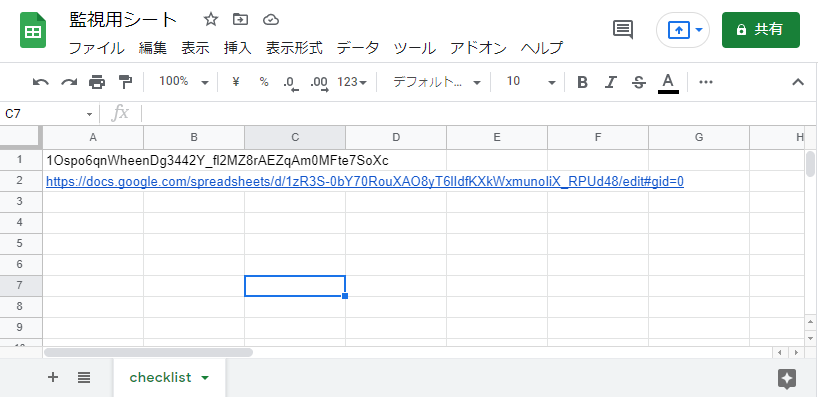 監視用シート
ファイル 編集 表示 挿入 表示形式 データ ツール アドオン ヘルプ
共有
100% ¥ % .0 .00 123 デフォルト... 10 B I S A
C7 fx
A B C D E F G H
1 1Ospo6qnWheenDg3442Y_fl2MZ8rAEZqAm0MFte7SoXc
2 https://docs.google.com/spreadsheets/d/1zR3S-0bY70RouXAO8yT6lIdfKXkWxmunoIiX_RPUd48/edit#gid=0
3
4
5
6
7
8
9
10
checklist